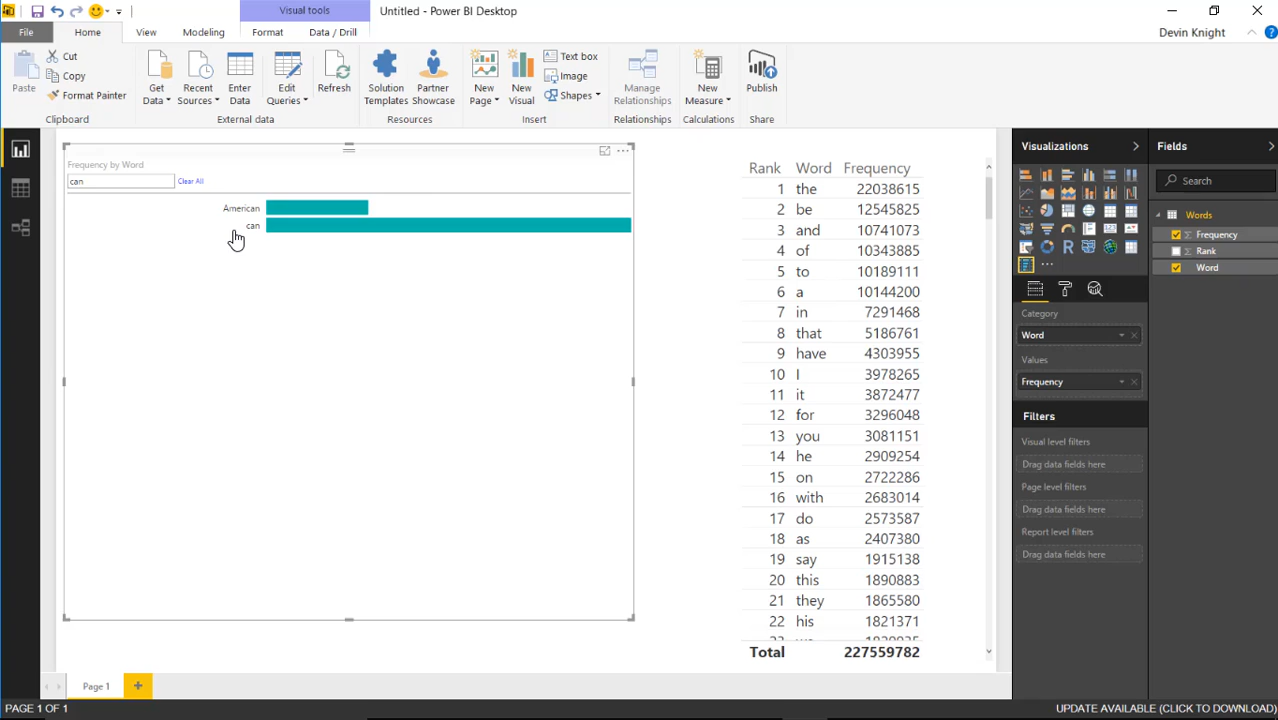 Visual tools
Untitled - Power BI Desktop
File
Home
View
Modeling
Format
Data / Drill
Devin Knight
Paste
Cut
Copy
Format Painter
Clipboard
Get Data
Recent Sources
Enter Data
Edit Queries
External data
Refresh
Solution Templates
Partner Showcase
Resources
New Page
New Visual
Text box
Image
Shapes
Insert
Manage Relationships
Relationships
New Measure
Calculations
Publish
Share
Frequency by Word
can
Clear All
American
can
Rank Word Frequency
1 the 22038615
2 be 12545825
3 and 10741073
4 of 10343885
5 to 10189111
6 a 10144200
7 in 7291468
8 that 5186761
9 have 4303955
10 I 3978265
11 it 3872477
12 for 3296048
13 you 3081151
14 he 2909254
15 on 2722286
16 with 2683014
17 do 2573587
18 as 2407380
19 say 1915138
20 this 1890883
21 they 1865580
22 his 1821371
Total 227559782
Visualizations
R
Category
Word
Values
Frequency
Filters
Visual level filters
Drag data fields here
Page level filters
Drag data fields here
Report level filters
Drag data fields here
Fields
Search
Words
Frequency
Rank
Word
Page 1
PAGE 1 OF 1
UPDATE AVAILABLE (CLICK TO DOWNLOAD)